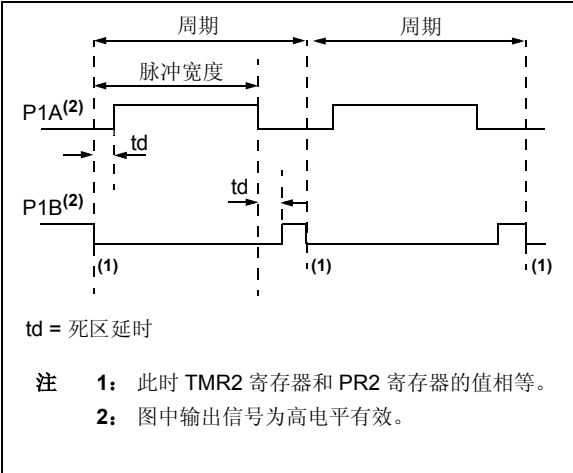 周期 周期
脉冲宽度
P1A(2)
td
td
P1B(2)
(1) (1) (1)
td = 死区延时
注 1： 此时 TMR2 寄存器和 PR2 寄存器的值相等。
2： 图中输出信号为高电平有效。